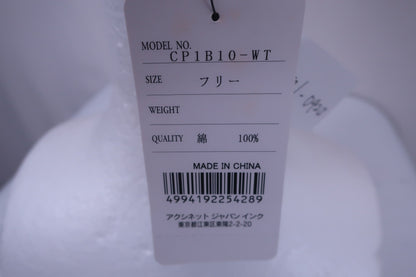 MODEL NO.
CP1B10-WT
SIZE フリー
WEIGHT
QUALITY 綿 100%
MADE IN CHINA
4994192254289
アクシネット ジャパン インク
東京都江東区東陽2-2-20